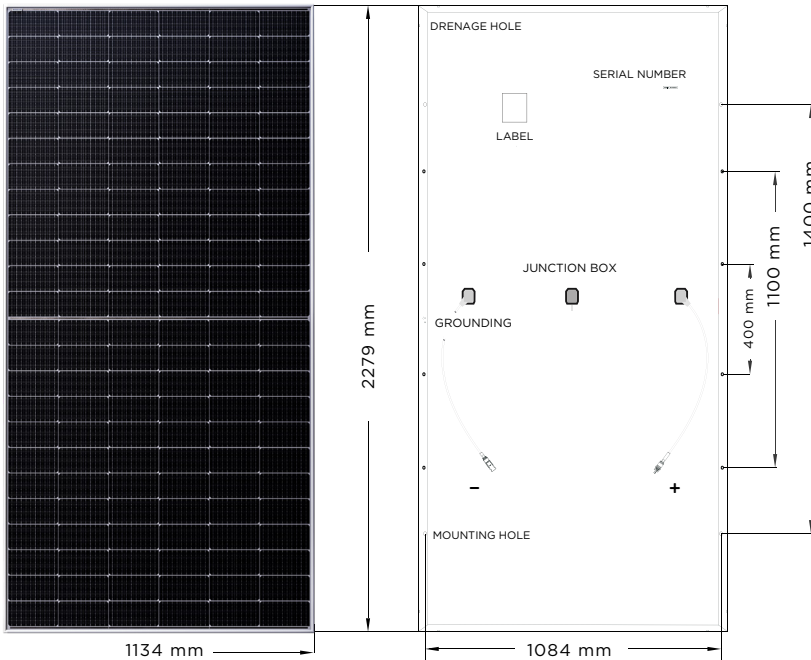 DRENAGE HOLE
SERIAL NUMBER
LABEL
1400 mm
1100 mm
JUNCTION BOX
400 mm
GROUNDING
2279 mm
−
+
MOUNTING HOLE
1134 mm
1084 mm